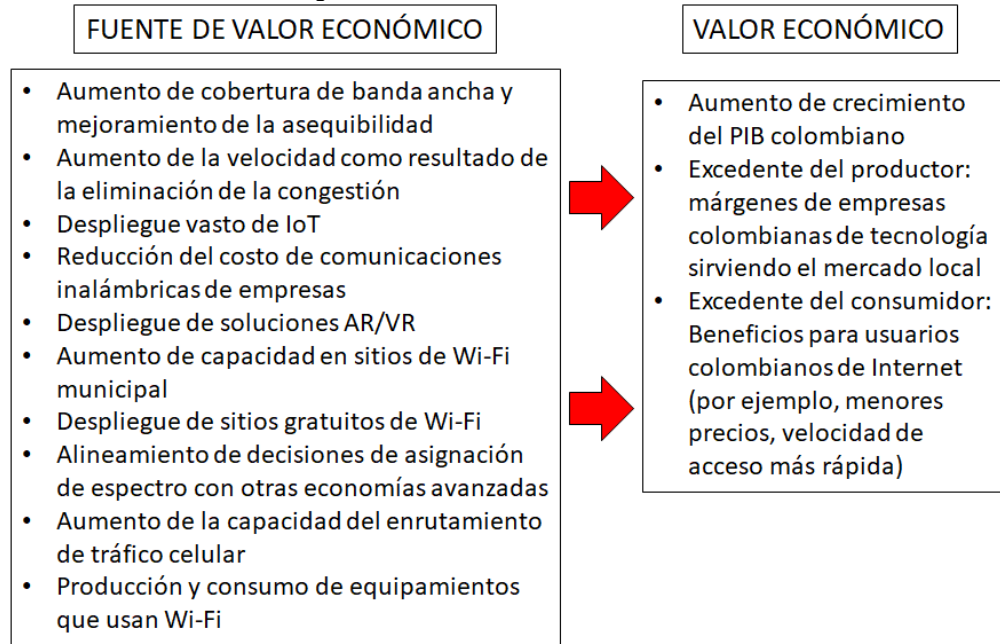 FUENTE DE VALOR ECONÓMICO
• Aumento de cobertura de banda ancha y
mejoramiento de la asequibilidad
• Aumento de la velocidad como resultado de
la eliminación de la congestión
• Despliegue vasto de IoT
• Reducción del costo de comunicaciones
inalámbricas de empresas
• Despliegue de soluciones AR/VR
• Aumento de capacidad en sitios de Wi-Fi
municipal
• Despliegue de sitios gratuitos de Wi-Fi
• Alineamiento de decisiones de asignación
de espectro con otras economías avanzadas
• Aumento de la capacidad del enrutamiento
de tráfico celular
• Producción y consumo de equipamientos
que usan Wi-Fi
VALOR ECONÓMICO
• Aumento de crecimiento
del PIB colombiano
• Excedente del productor:
márgenes de empresas
colombianas de tecnología
sirviendo el mercado local
• Excedente del consumidor:
Beneficios para usuarios
colombianos de Internet
(por ejemplo, menores
precios, velocidad de
acceso más rápida)